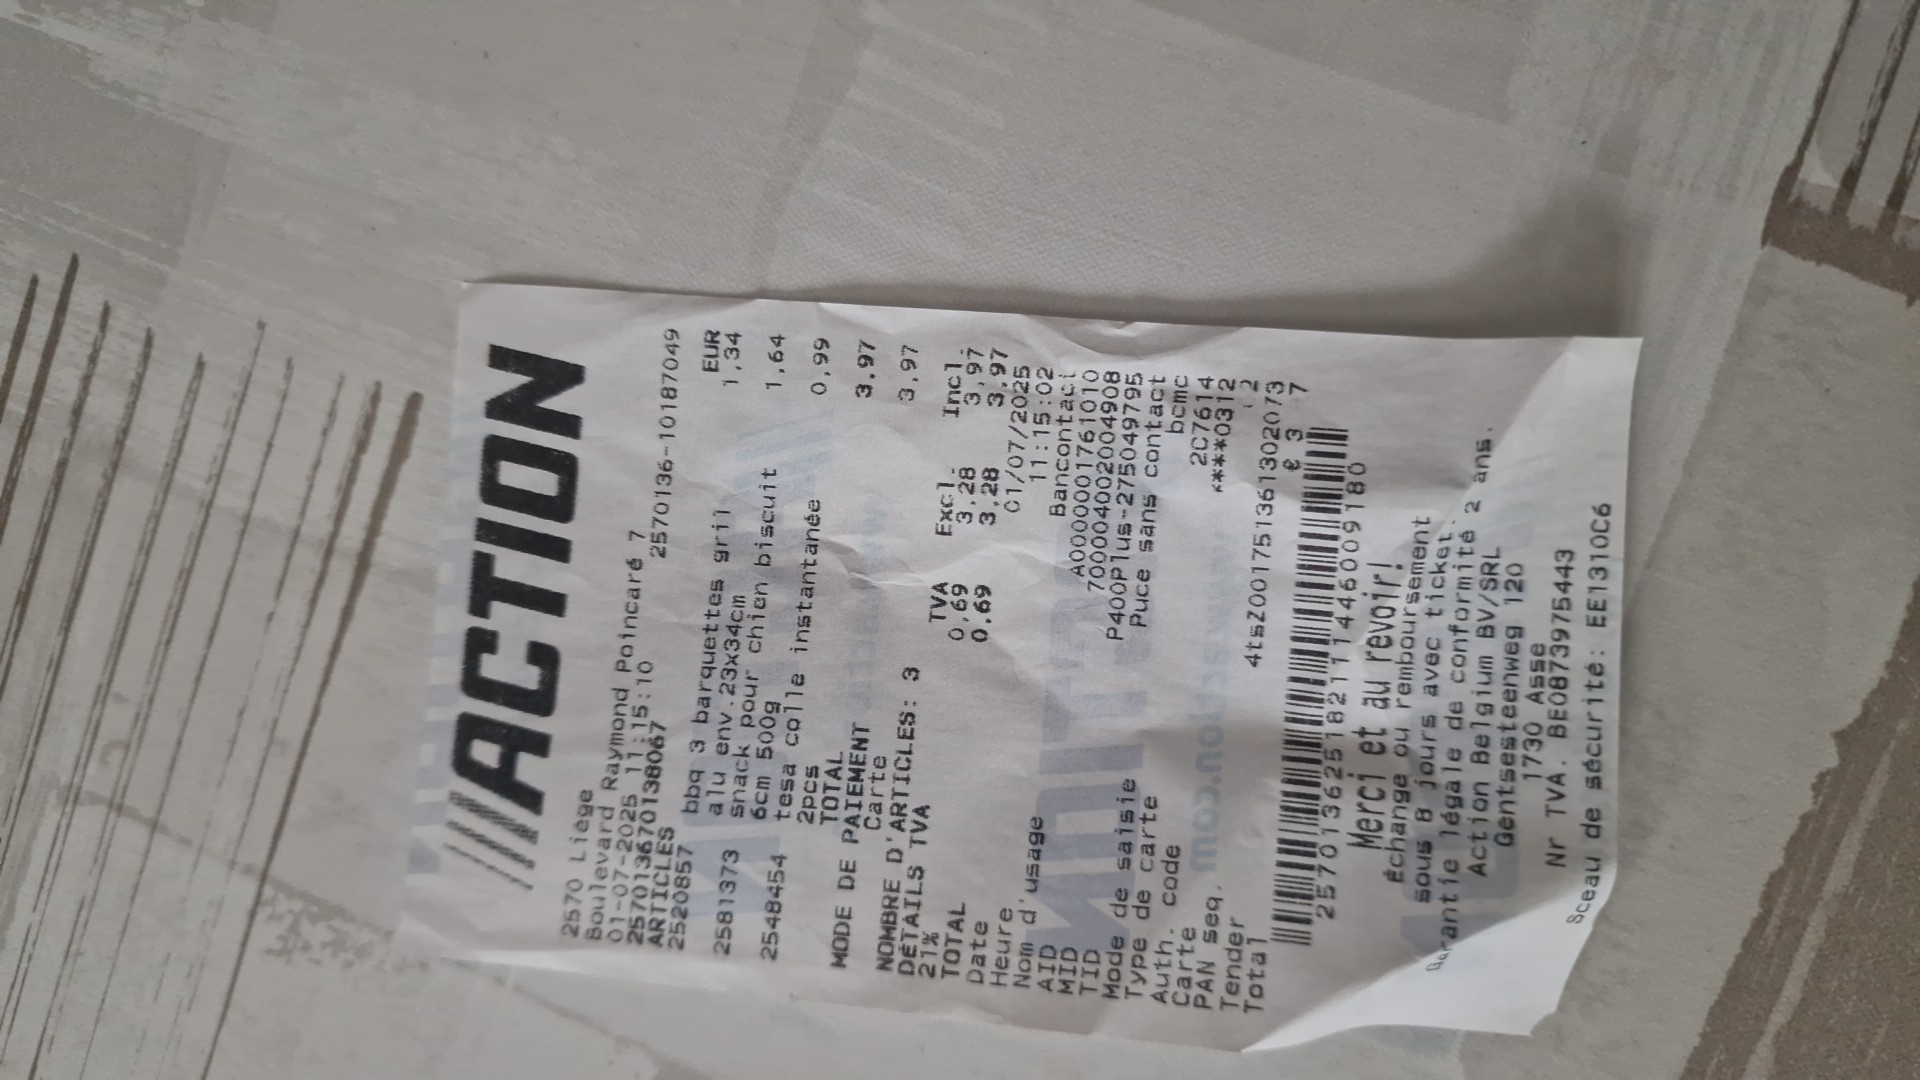 ACTION
2570 Liège
Boulevard Raymond Poincaré 7
01-07-2025 11:15:10 2570136-10187049
2570136701 38067
ARTICLES EUR
2520857 bbq 3 barquettes gril 1,34
alu env.23x34cm
2581373 snack pour chien biscuit 1,64
6cm 500g
2548454 tesa colle instantanée 0,99
2pcs
TOTAL 3.97
MODE DE PAIEMENT
Carte 3,97
NOMBRE D'ARTICLES: 3
DÉTAILS TVA TVA Excl. Incl.
21% 0,69 3,28 3,97
TOTAL 0.69 3,28 3,97
Date 01/07/2025
Heure 11:15:02
Nom d'usage Bancontact
AID A0000001761010
MID 700004002004908
TID P400Plus-275049795
Mode de saisie Puce sans contact
Type de carte bcmc
Auth. code 2C7614
Carte ****0312
PAN seq. 2
Tender 4tsZ001751361302073
Total € 3 7
257013625182111446009180
Merci et au revoir!
Échange ou remboursement
sous 8 jours avec ticket.
Garantie légale de conformité 2 ans.
Action Belgium BV/SRL
Gentsesteenweg 120
1730 Asse
Nr TVA. BE0873975443
Sceau de sécurité: EE1310C6